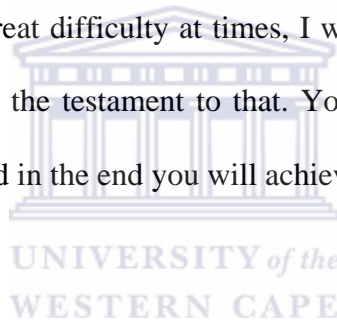 reat difficulty at times, I w
the testament to that. Yo
d in the end you will achiev
UNIVERSITY of the
WESTERN CAPE